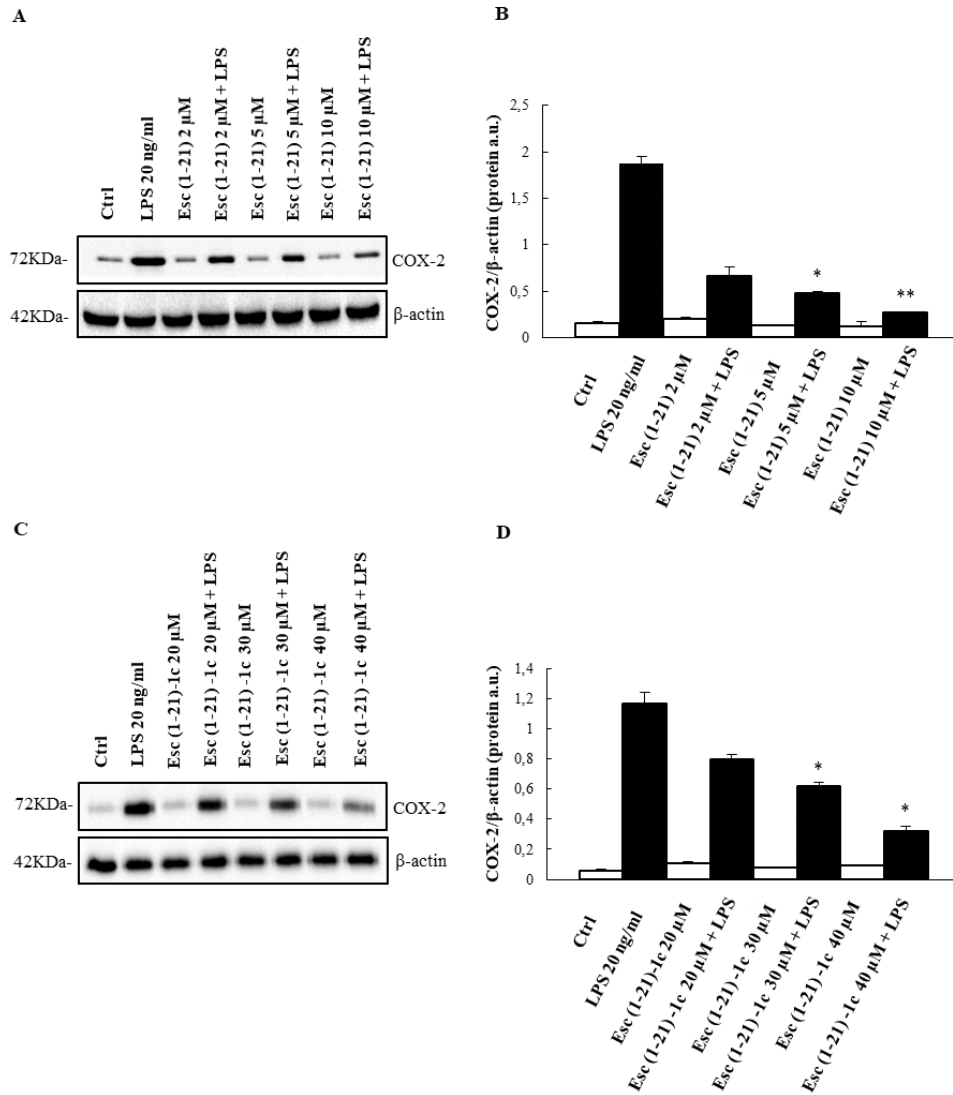 A
Ctrl
LPS 20 ng/ml
Esc (1-21) 2 µM
Esc (1-21) 2 µM + LPS
Esc (1-21) 5 µM
Esc (1-21) 5 µM + LPS
Esc (1-21) 10 µM
Esc (1-21) 10 µM + LPS
72KDa-
COX-2
42KDa-
β-actin
B
COX-2/β-actin (protein a.u.)
2,5
2
1,5
1
0,5
0
*
**
Ctrl
LPS 20 ng/ml
Esc (1-21) 2 µM
Esc (1-21) 2 µM + LPS
Esc (1-21) 5 µM
Esc (1-21) 5 µM + LPS
Esc (1-21) 10 µM
Esc (1-21) 10 µM + LPS
C
Ctrl
LPS 20 ng/ml
Esc (1-21)-1c 20 µM
Esc (1-21) -1c 20 µM + LPS
Esc (1-21) -1c 30 µM
Esc (1-21) -1c 30 µM + LPS
Esc (1-21) -1c 40 µM
Esc (1-21) -1c 40 µM + LPS
72KDa-
COX-2
42KDa-
β-actin
D
COX-2/β-actin (protein a.u.)
1,4
1,2
1
0,8
0,6
0,4
0,2
0
*
*
Ctrl
LPS 20 ng/ml
Esc (1-21)-1c 20 µM
Esc (1-21) -1c 20 µM + LPS
Esc (1-21) -1c 30 µM
Esc (1-21) -1c 30 µM + LPS
Esc (1-21) -1c 40 µM
Esc (1-21) -1c 40 µM + LPS